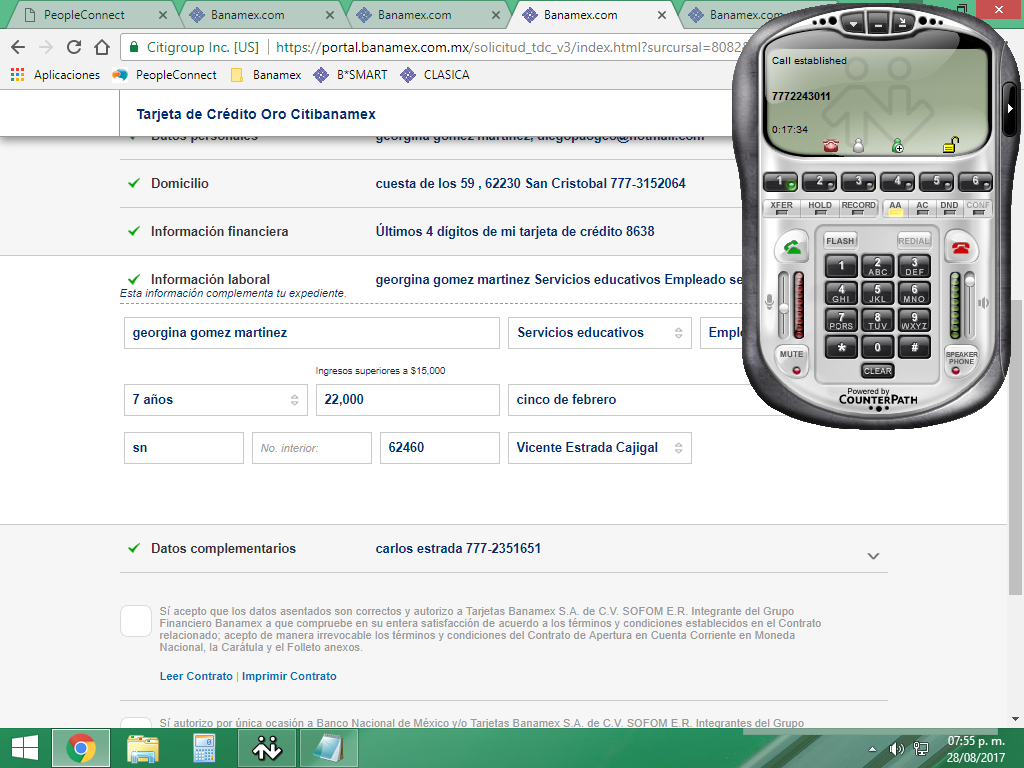 PeopleConnect
Banamex.com
Banamex.com
Banamex.com
Banamex.com
Citigroup Inc. [US] | https://portal.banamex.com.mx/solicitud_tdc_v3/index.html?surcursal=8082
Aplicaciones PeopleConnect Banamex B*SMART CLASICA
Tarjeta de Crédito Oro Citibanamex
Datos personales georgina gomez martinez, diegopuogeo@hotmail.com
Domicilio cuesta de los 59 , 62230 San Cristobal 777-3152064
Información financiera Últimos 4 dígitos de mi tarjeta de crédito 8638
Información laboral georgina gomez martinez Servicios educativos Empleado se
Esta información complementa tu expediente.
georgina gomez martinez Servicios educativos Emple
Ingresos superiores a $15,000
7 años 22,000 cinco de febrero
sn No. interior: 62460 Vicente Estrada Cajigal
Datos complementarios carlos estrada 777-2351651
Sí acepto que los datos asentados son correctos y autorizo a Tarjetas Banamex S.A. de C.V. SOFOM E.R. Integrante del Grupo
Financiero Banamex a que compruebe en su entera satisfacción de acuerdo a los términos y condiciones establecidos en el Contrato
relacionado; acepto de manera irrevocable los términos y condiciones del Contrato de Apertura en Cuenta Corriente en Moneda
Nacional, la Carátula y el Folleto anexos.
Leer Contrato | Imprimir Contrato
Sí autorizo por única ocasión a Banco Nacional de México y/o Tarjetas Banamex S.A. de C.V. SOFOM E.R. Integrantes del Grupo
Call established
7772243011
0:17:34
1 2 3 4 5 6
XFER HOLD RECORD AA AC DND CONF
FLASH REDIAL
1 2 ABC 3 DEF
4 GHI 5 JKL 6 MNO
7 PQRS 8 TUV 9 WXYZ
* 0 #
MUTE
SPEAKER
PHONE
CLEAR
Powered by
COUNTERPATH
07:55 p. m.
28/08/2017